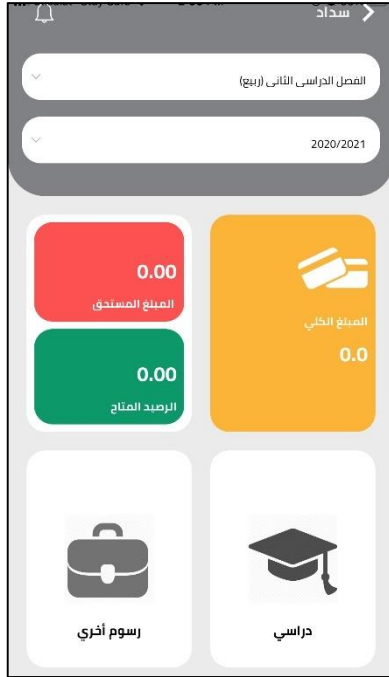 سداد
الفصل الدراسى الثانى (ربيع)
2020/2021
المبلغ الكلي
0.0
0.00
المبلغ المستحق
0.00
الرصيد المتاح
دراسي
رسوم أخري